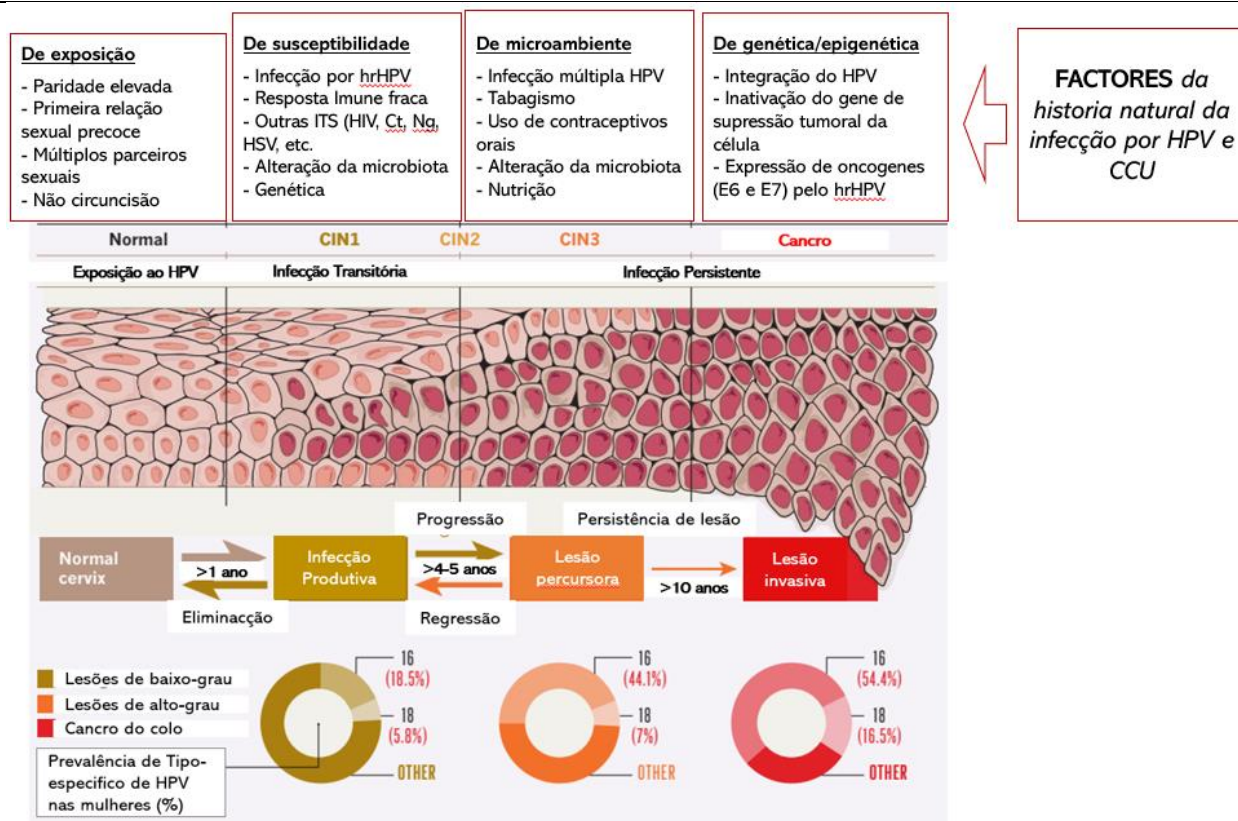 De exposição
- Paridade elevada
- Primeira relação
sexual precoce
- Múltiplos parceiros
sexuais
- Não circuncisão
De susceptibilidade
- Infecção por hrHPV
- Resposta Imune fraca
- Outras ITS (HIV, Ct, Ng,
HSV, etc.
- Alteração da microbiota
- Genética
De microambiente
- Infecção múltipla HPV
- Tabagismo
- Uso de contraceptivos
orais
- Alteração da microbiota
- Nutrição
De genética/epigenética
- Integração do HPV
- Inativação do gene de
supressão tumoral da
célula
- Expressão de oncogenes
(E6 e E7) pelo hrHPV
FACTORES da
historia natural da
infecção por HPV e
CCU
Normal
CIN1
CIN2
CIN3
Cancro
Exposição ao HPV
Infecção Transitória
Infecção Persistente
Progressão
Persistência de lesão
Normal
cervix
>1 ano
Infecção
Produtiva
>4-5 anos
Lesão
percursora
>10 anos
Lesão
invasiva
Eliminacção
Regressão
Lesões de baixo-grau
Lesões de alto-grau
Cancro do colo
Prevalência de Tipo-
especifico de HPV
nas mulheres (%)
16
(18.5%)
18
(5.8%)
OTHER
16
(44.1%)
18
(7%)
OTHER
16
(54.4%)
18
(16.5%)
OTHER